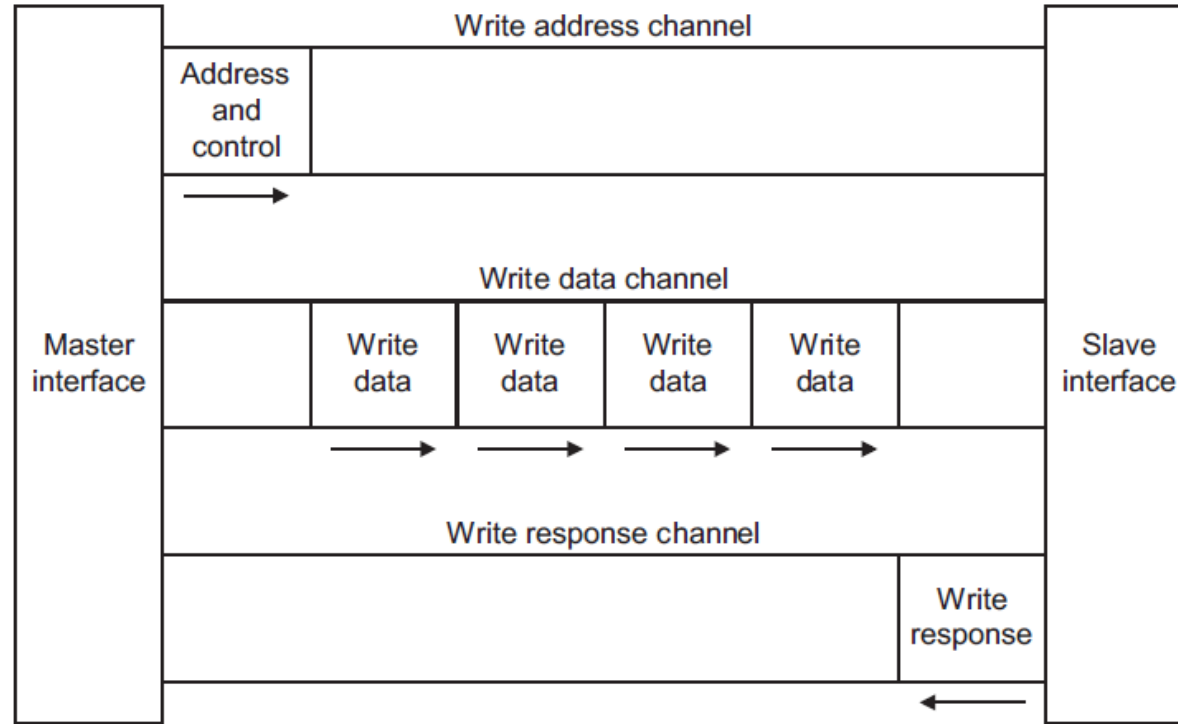 Write address channel
Address
and
control
Write data channel
Master
interface
Write
data
Write
data
Write
data
Write
data
Slave
interface
Write response channel
Write
response